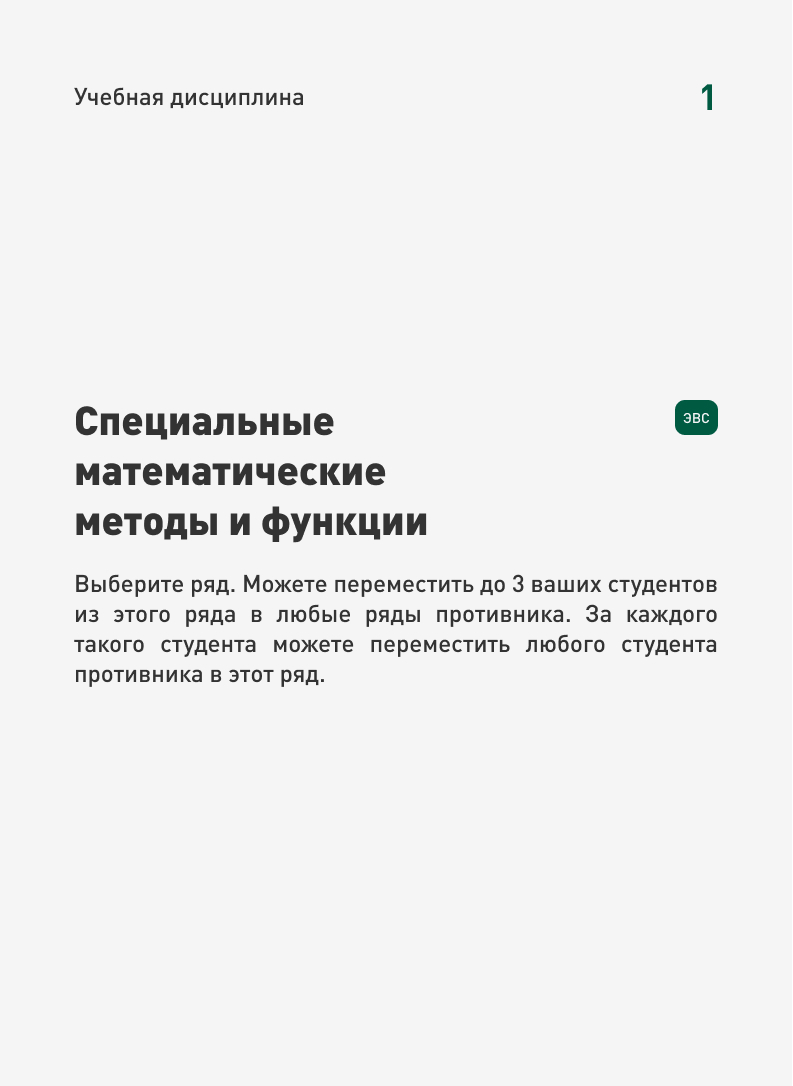 Учебная дисциплина
1
Специальные
математические
методы и функции
ЭВС
Выберите ряд. Можете переместить до 3 ваших студентов
из этого ряда в любые ряды противника. За каждого
такого студента можете переместить любого студента
противника в этот ряд.